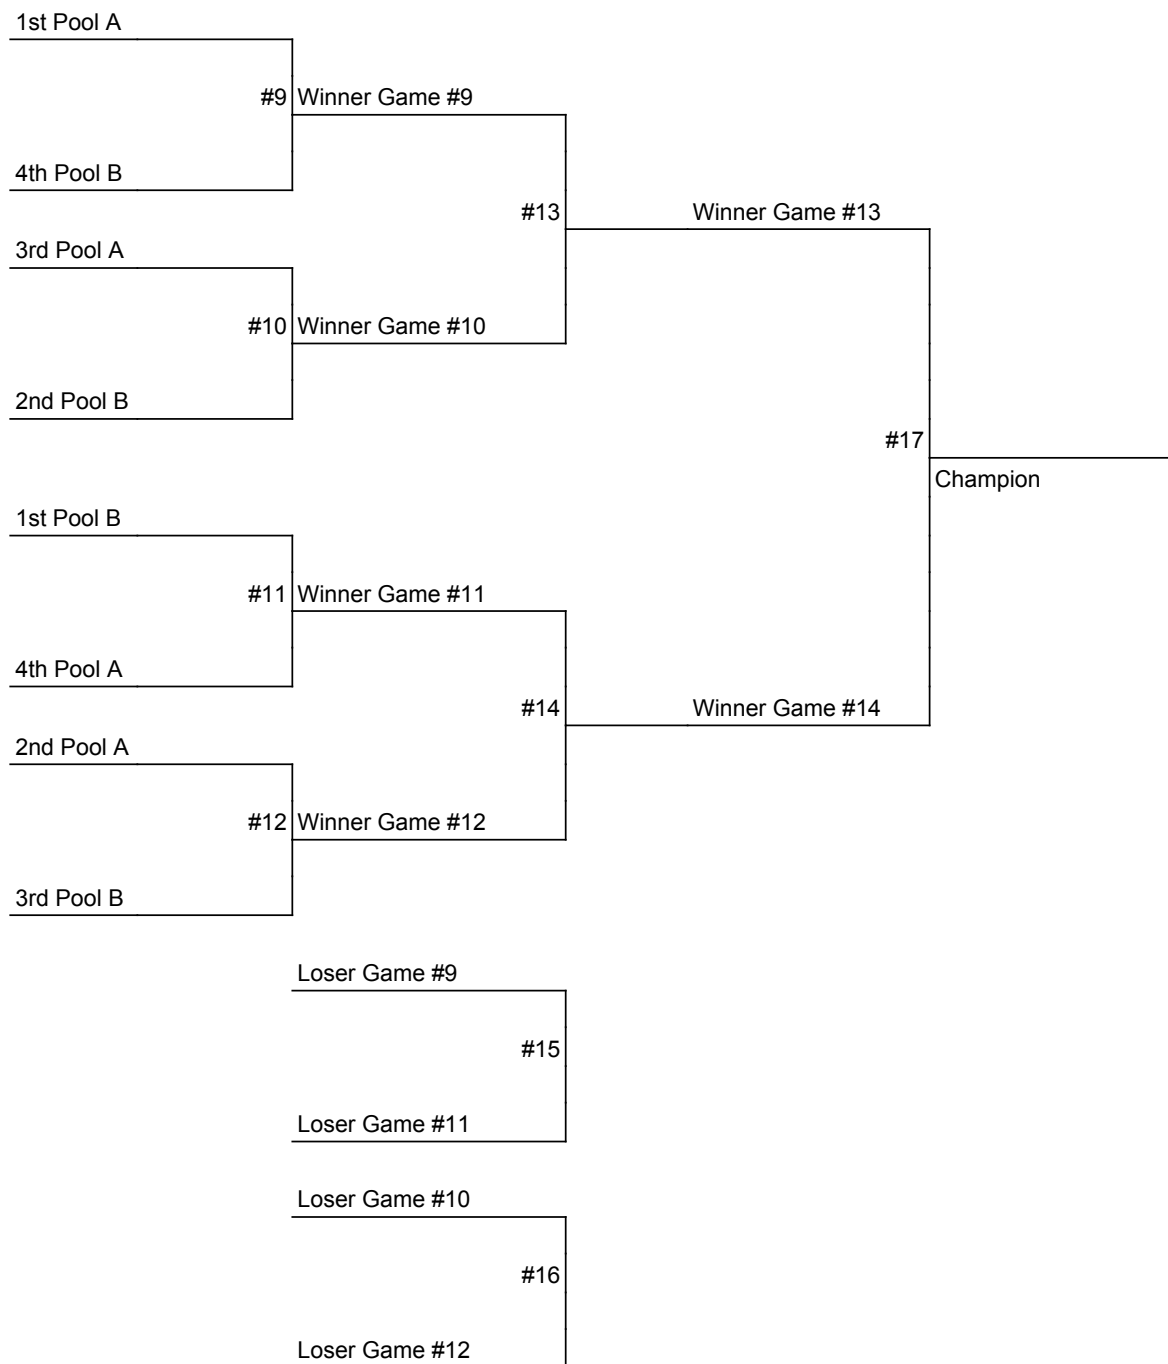 1st Pool A
#9 Winner Game #9
4th Pool B
#13 Winner Game #13
3rd Pool A
#10 Winner Game #10
2nd Pool B
#17
Champion
1st Pool B
#11 Winner Game #11
4th Pool A
#14 Winner Game #14
2nd Pool A
#12 Winner Game #12
3rd Pool B
Loser Game #9
#15
Loser Game #11
Loser Game #10
#16
Loser Game #12